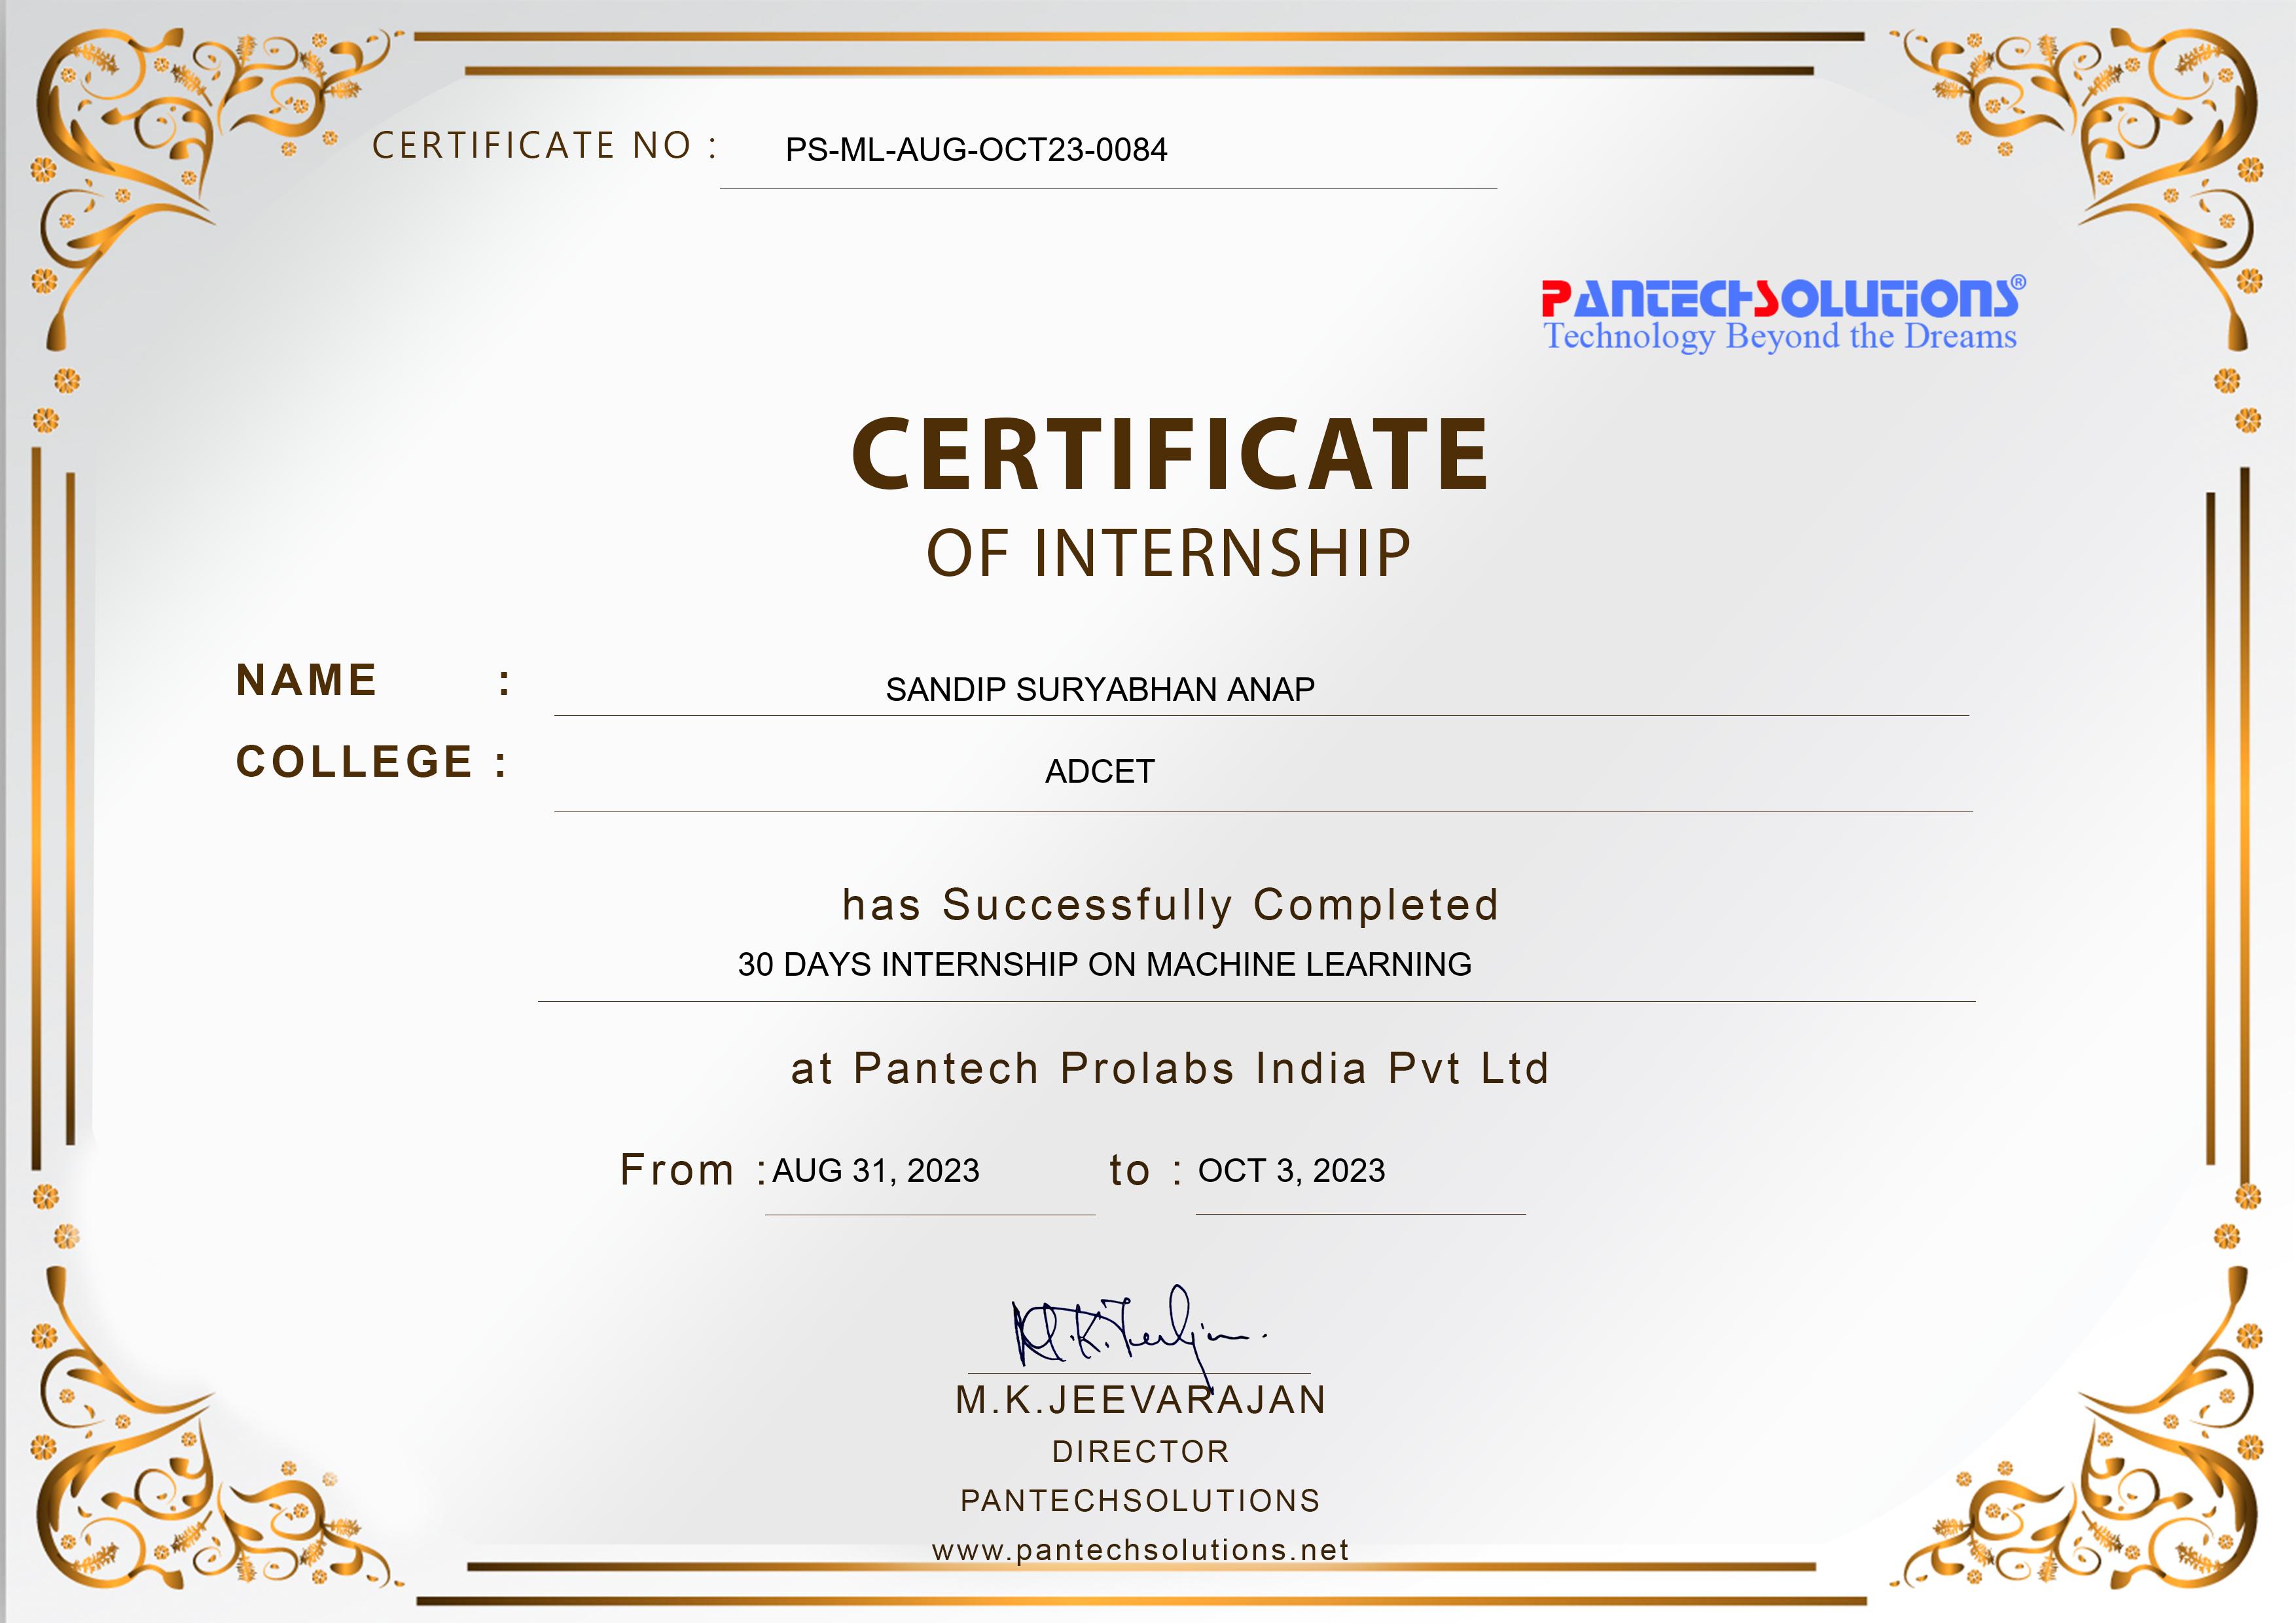 CERTIFICATE NO : PS-ML-AUG-OCT23-0084
PANTECHSOLUTIONS®
Technology Beyond the Dreams
CERTIFICATE
OF INTERNSHIP
NAME : SANDIP SURYABHAN ANAP
COLLEGE : ADCET
has Successfully Completed
30 DAYS INTERNSHIP ON MACHINE LEARNING
at Pantech Prolabs India Pvt Ltd
From : AUG 31, 2023 to : OCT 3, 2023
M.K.JEEVARAJAN
DIRECTOR
PANTECHSOLUTIONS
www.pantechsolutions.net